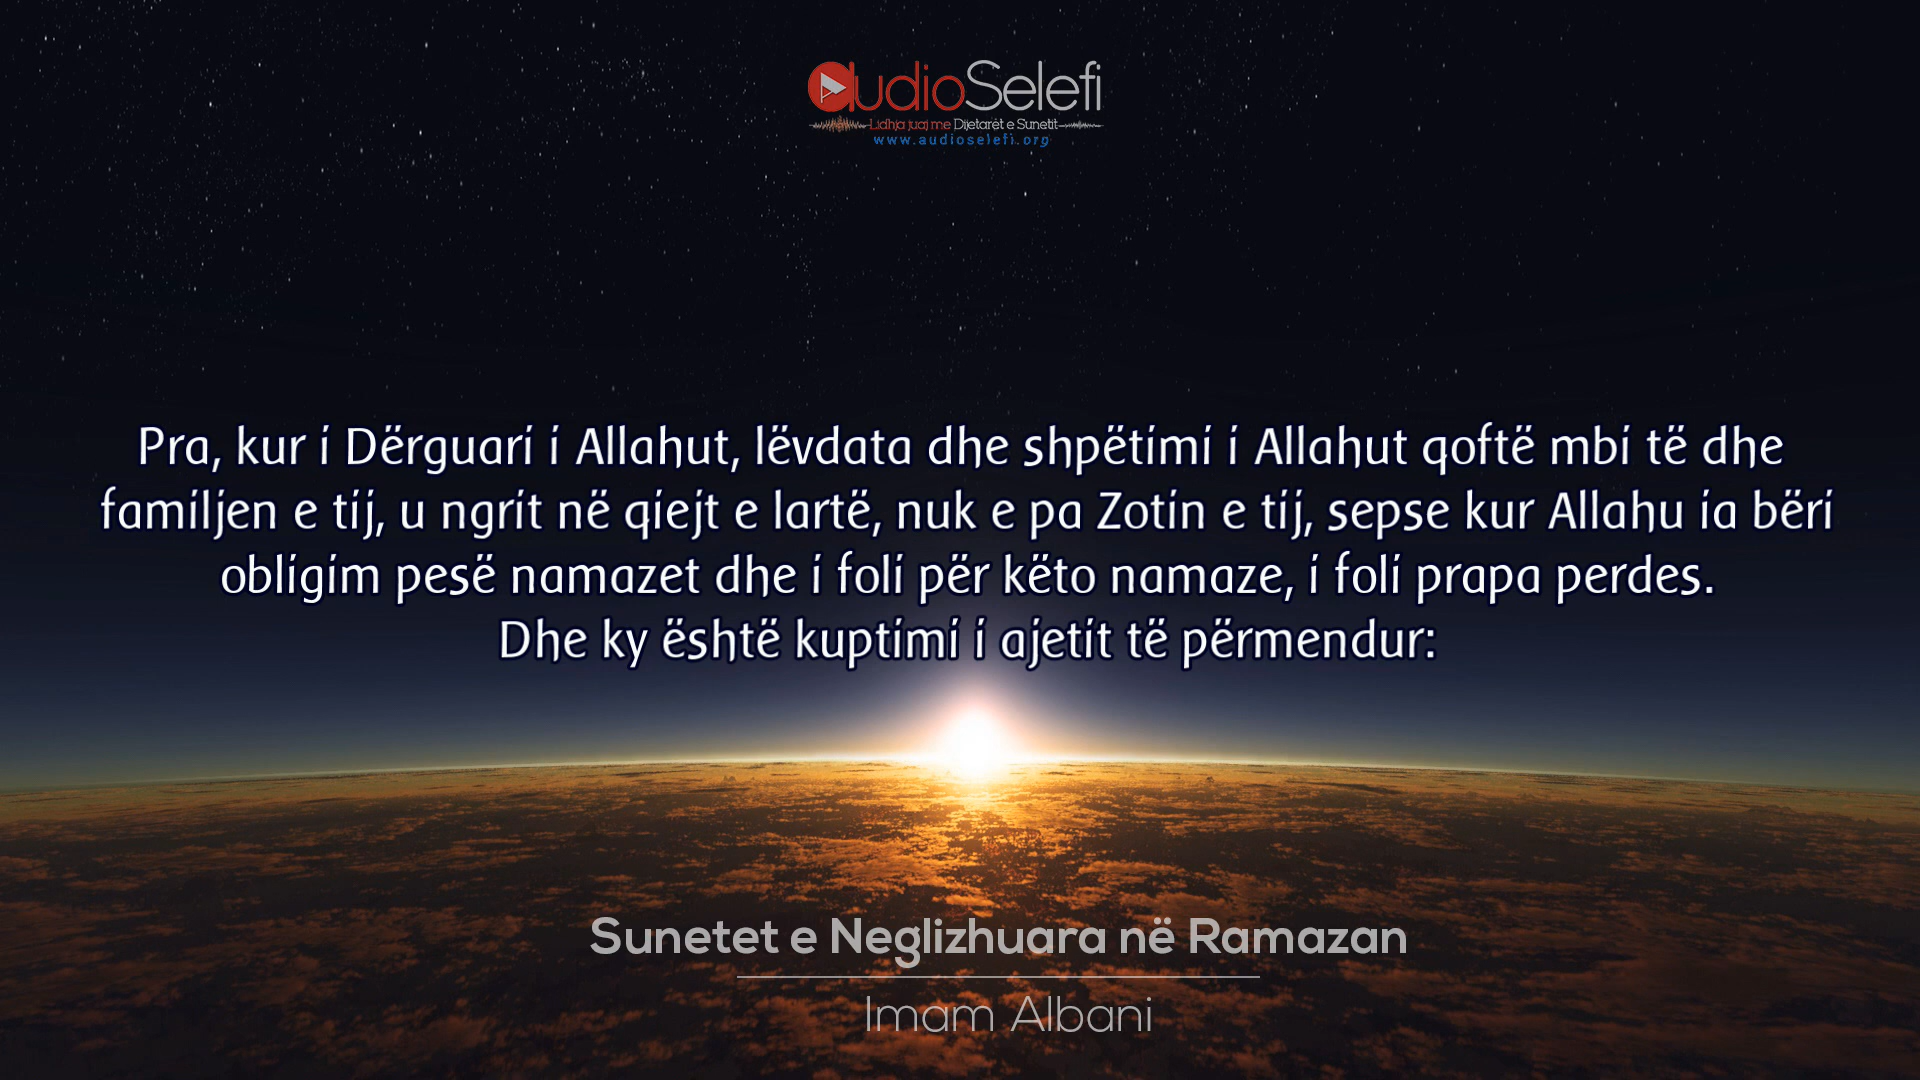 audioSelefi
Lidhja juaj me Dijetarët e Sunetit
www.audioselefi.org
Pra, kur i Dërguari i Allahut, lëvdata dhe shpëtimi i Allahut qoftë mbi të dhe
familjen e tij, u ngrit në qiejt e lartë, nuk e pa Zotin e tij, sepse kur Allahu ia bëri
obligim pesë namazet dhe i foli për këto namaze, i foli prapa perdes.
Dhe ky është kuptimi i ajetit të përmendur:
Sunetet e Neglizhuara në Ramazan
Imam Albani